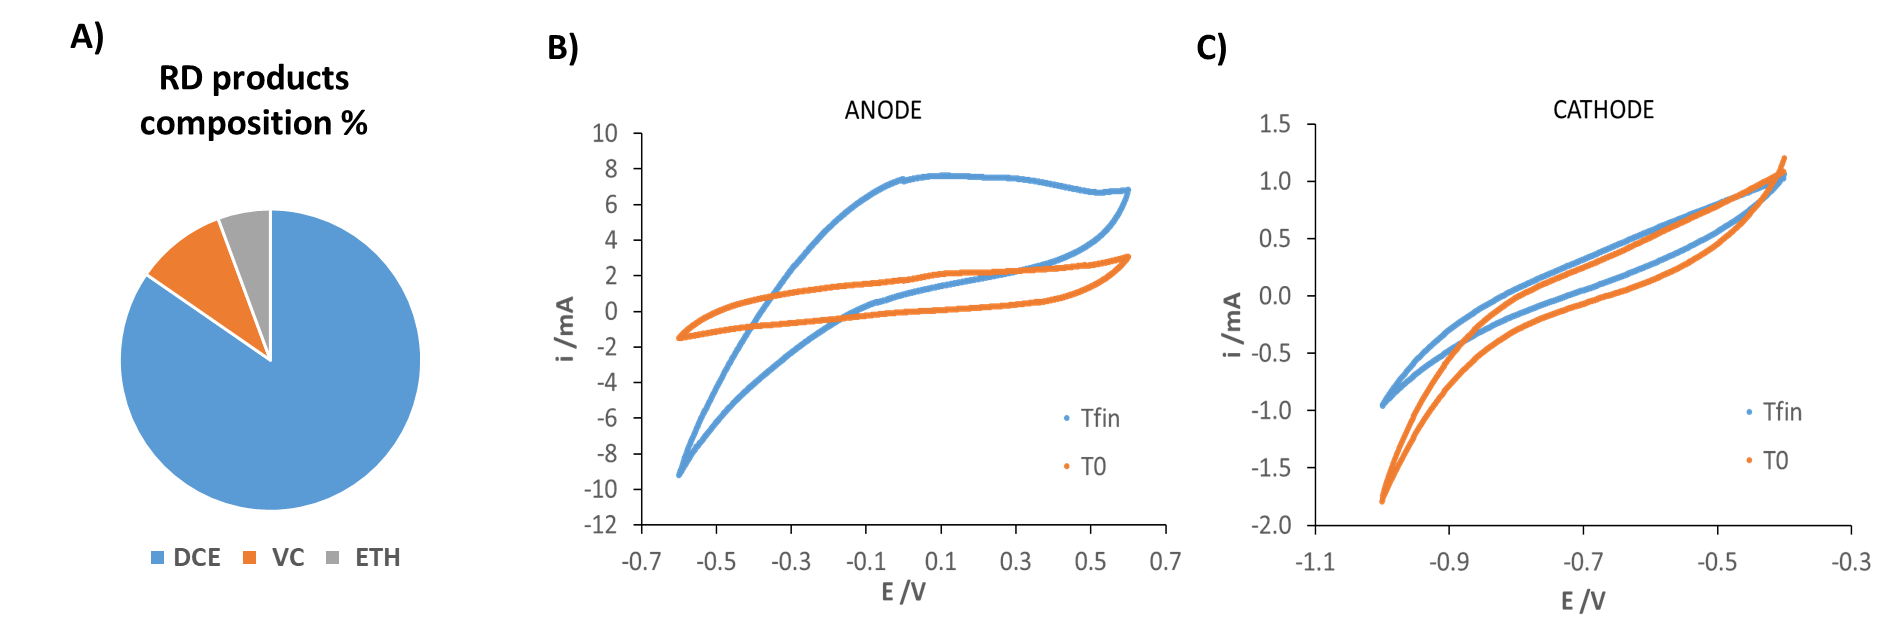 A)
RD products
composition %
DCE VC ETH
B)
ANODE
10
8
6
4
2
0
-2
-4
-6
-8
-10
-12
i /mA
-0.7 -0.5 -0.3 -0.1 0.1 0.3 0.5 0.7
E /V
Tfin
T0
C)
CATHODE
1.5
1.0
0.5
0.0
-0.5
-1.0
-1.5
-2.0
i /mA
-1.1 -0.9 -0.7 -0.5 -0.3
E /V
Tfin
T0